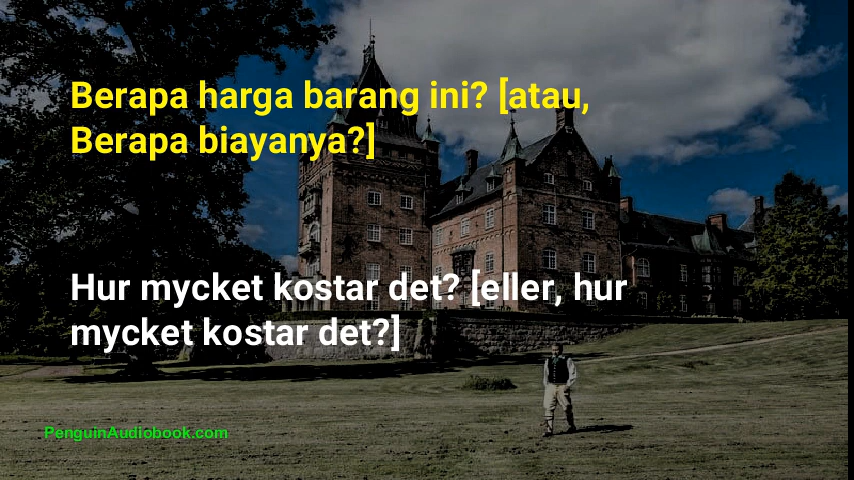 Berapa harga barang ini? [atau,
Berapa biayanya?]
Hur mycket kostar det? [eller, hur
mycket kostar det?]
PenguinAudiobook.com